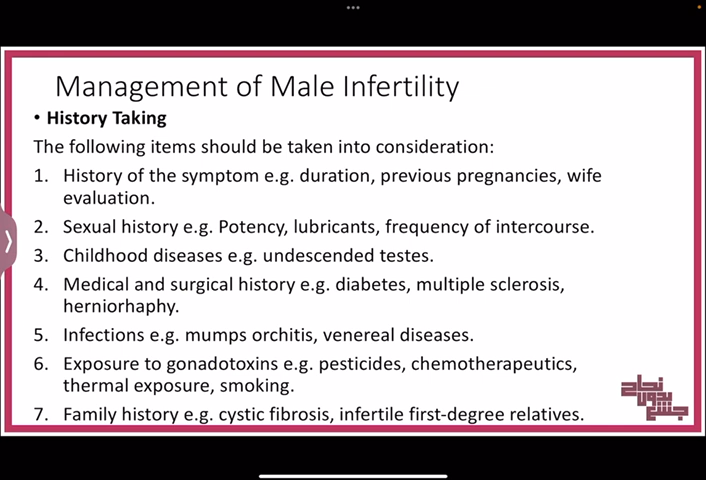 Management of Male Infertility
• History Taking
The following items should be taken into consideration:
1. History of the symptom e.g. duration, previous pregnancies, wife
evaluation.
2. Sexual history e.g. Potency, lubricants, frequency of intercourse.
3. Childhood diseases e.g. undescended testes.
4. Medical and surgical history e.g. diabetes, multiple sclerosis,
herniorhaphy.
5. Infections e.g. mumps orchitis, venereal diseases.
6. Exposure to gonadotoxins e.g. pesticides, chemotherapeutics,
thermal exposure, smoking.
7. Family history e.g. cystic fibrosis, infertile first-degree relatives.
نجاح
بدون
جشع